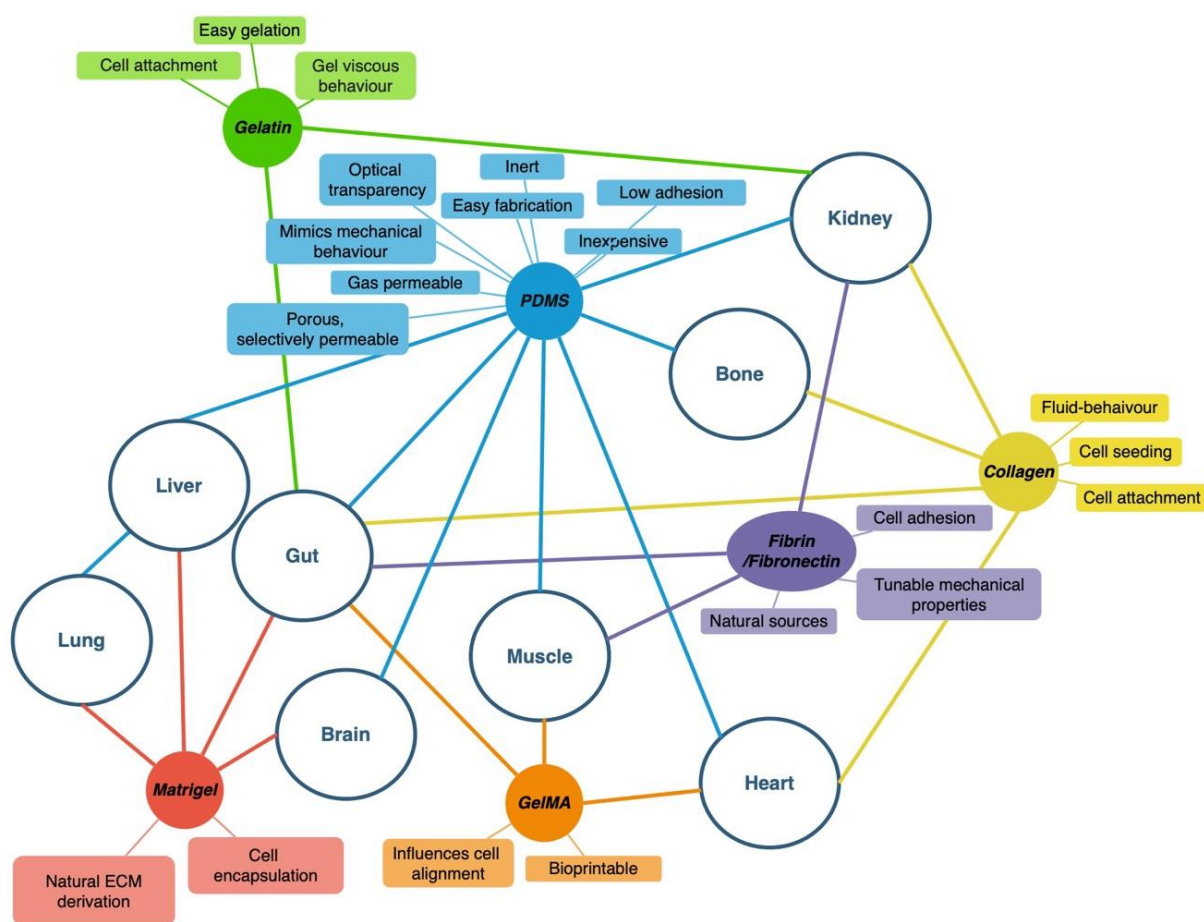 Easy gelation
Cell attachment
Gel viscous
behaviour
Gelatin
Optical
transparency
Inert
Low adhesion
Easy fabrication
Mimics mechanical
behaviour
Inexpensive
Gas permeable
PDMS
Porous,
selectively permeable
Kidney
Bone
Fluid-behaivour
Cell seeding
Collagen
Cell attachment
Liver
Gut
Cell adhesion
Fibrin
/Fibronectin
Tunable mechanical
properties
Natural sources
Lung
Muscle
Brain
Heart
Matrigel
GelMA
Natural ECM
derivation
Cell
encapsulation
Influences cell
alignment
Bioprintable